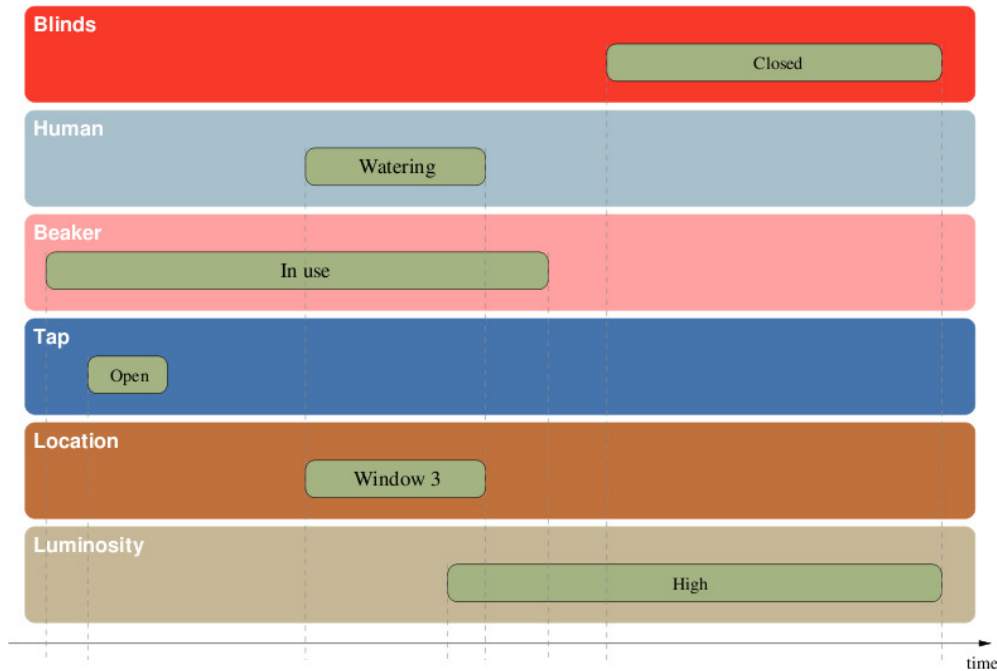 Blinds
Closed
Human
Watering
Beaker
In use
Tap
Open
Location
Window 3
Luminosity
High
time